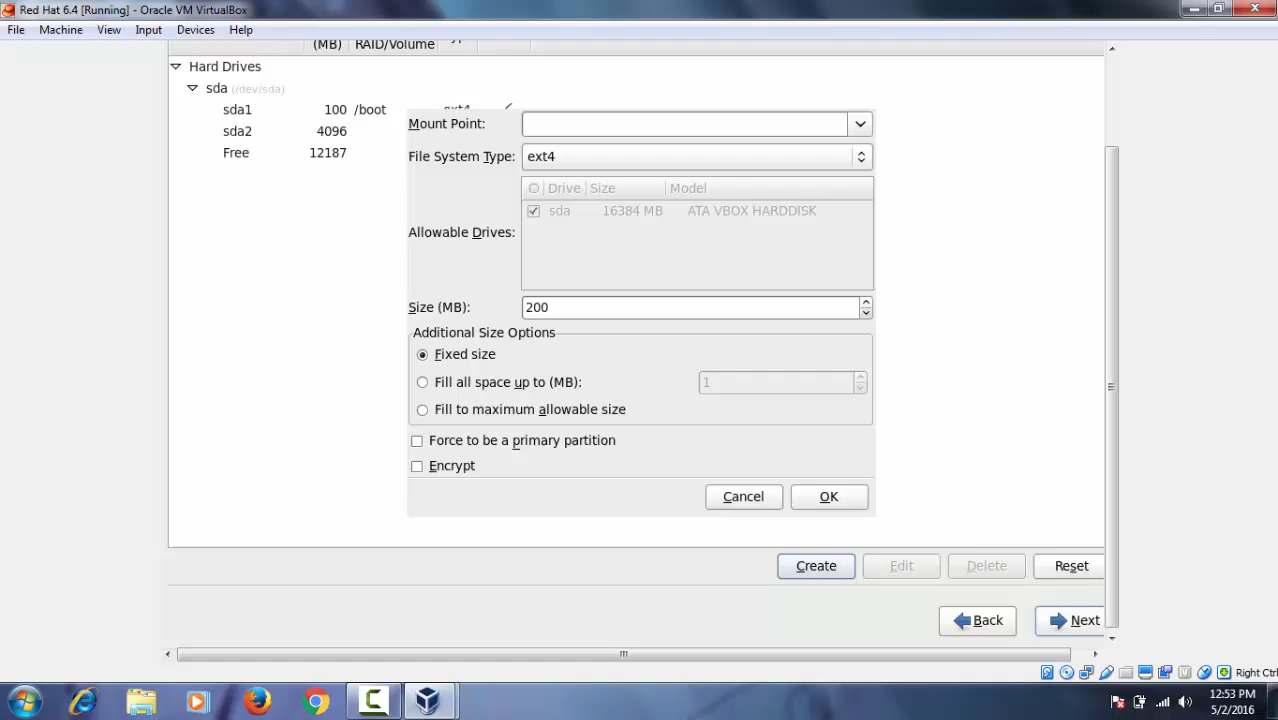 Red Hat 6.4 [Running] - Oracle VM VirtualBox
File Machine View Input Devices Help
(MB) RAID/Volume
Hard Drives
sda (/dev/sda)
sda1 100 /boot ext4
sda2 4096
Free 12187
Mount Point:
File System Type: ext4
Drive Size Model
sda 16384 MB ATA VBOX HARDDISK
Allowable Drives:
Size (MB): 200
Additional Size Options
Fixed size
Fill all space up to (MB): 1
Fill to maximum allowable size
Force to be a primary partition
Encrypt
Cancel OK
Create Edit Delete Reset
Back Next
Right Ctrl
12:53 PM
5/2/2016